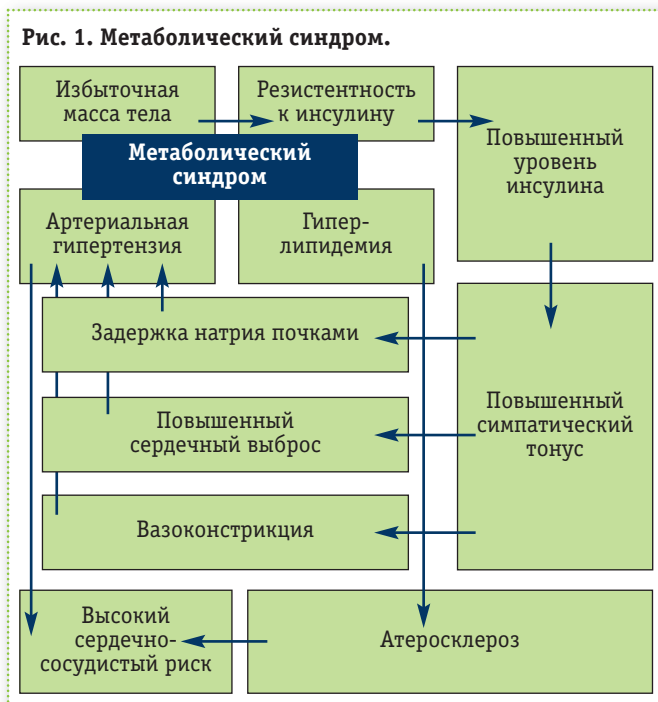 Рис. 1. Метаболический синдром.
Избыточная
масса тела
Резистентность
к инсулину
Повышенный
уровень
инсулина
Метаболический
синдром
Артериальная
гипертензия
Гипер-
липидемия
Задержка натрия почками
Повышенный
сердечный выброс
Вазоконстрикция
Повышенный
симпатический
тонус
Высокий
сердечно-
сосудистый риск
Атеросклероз